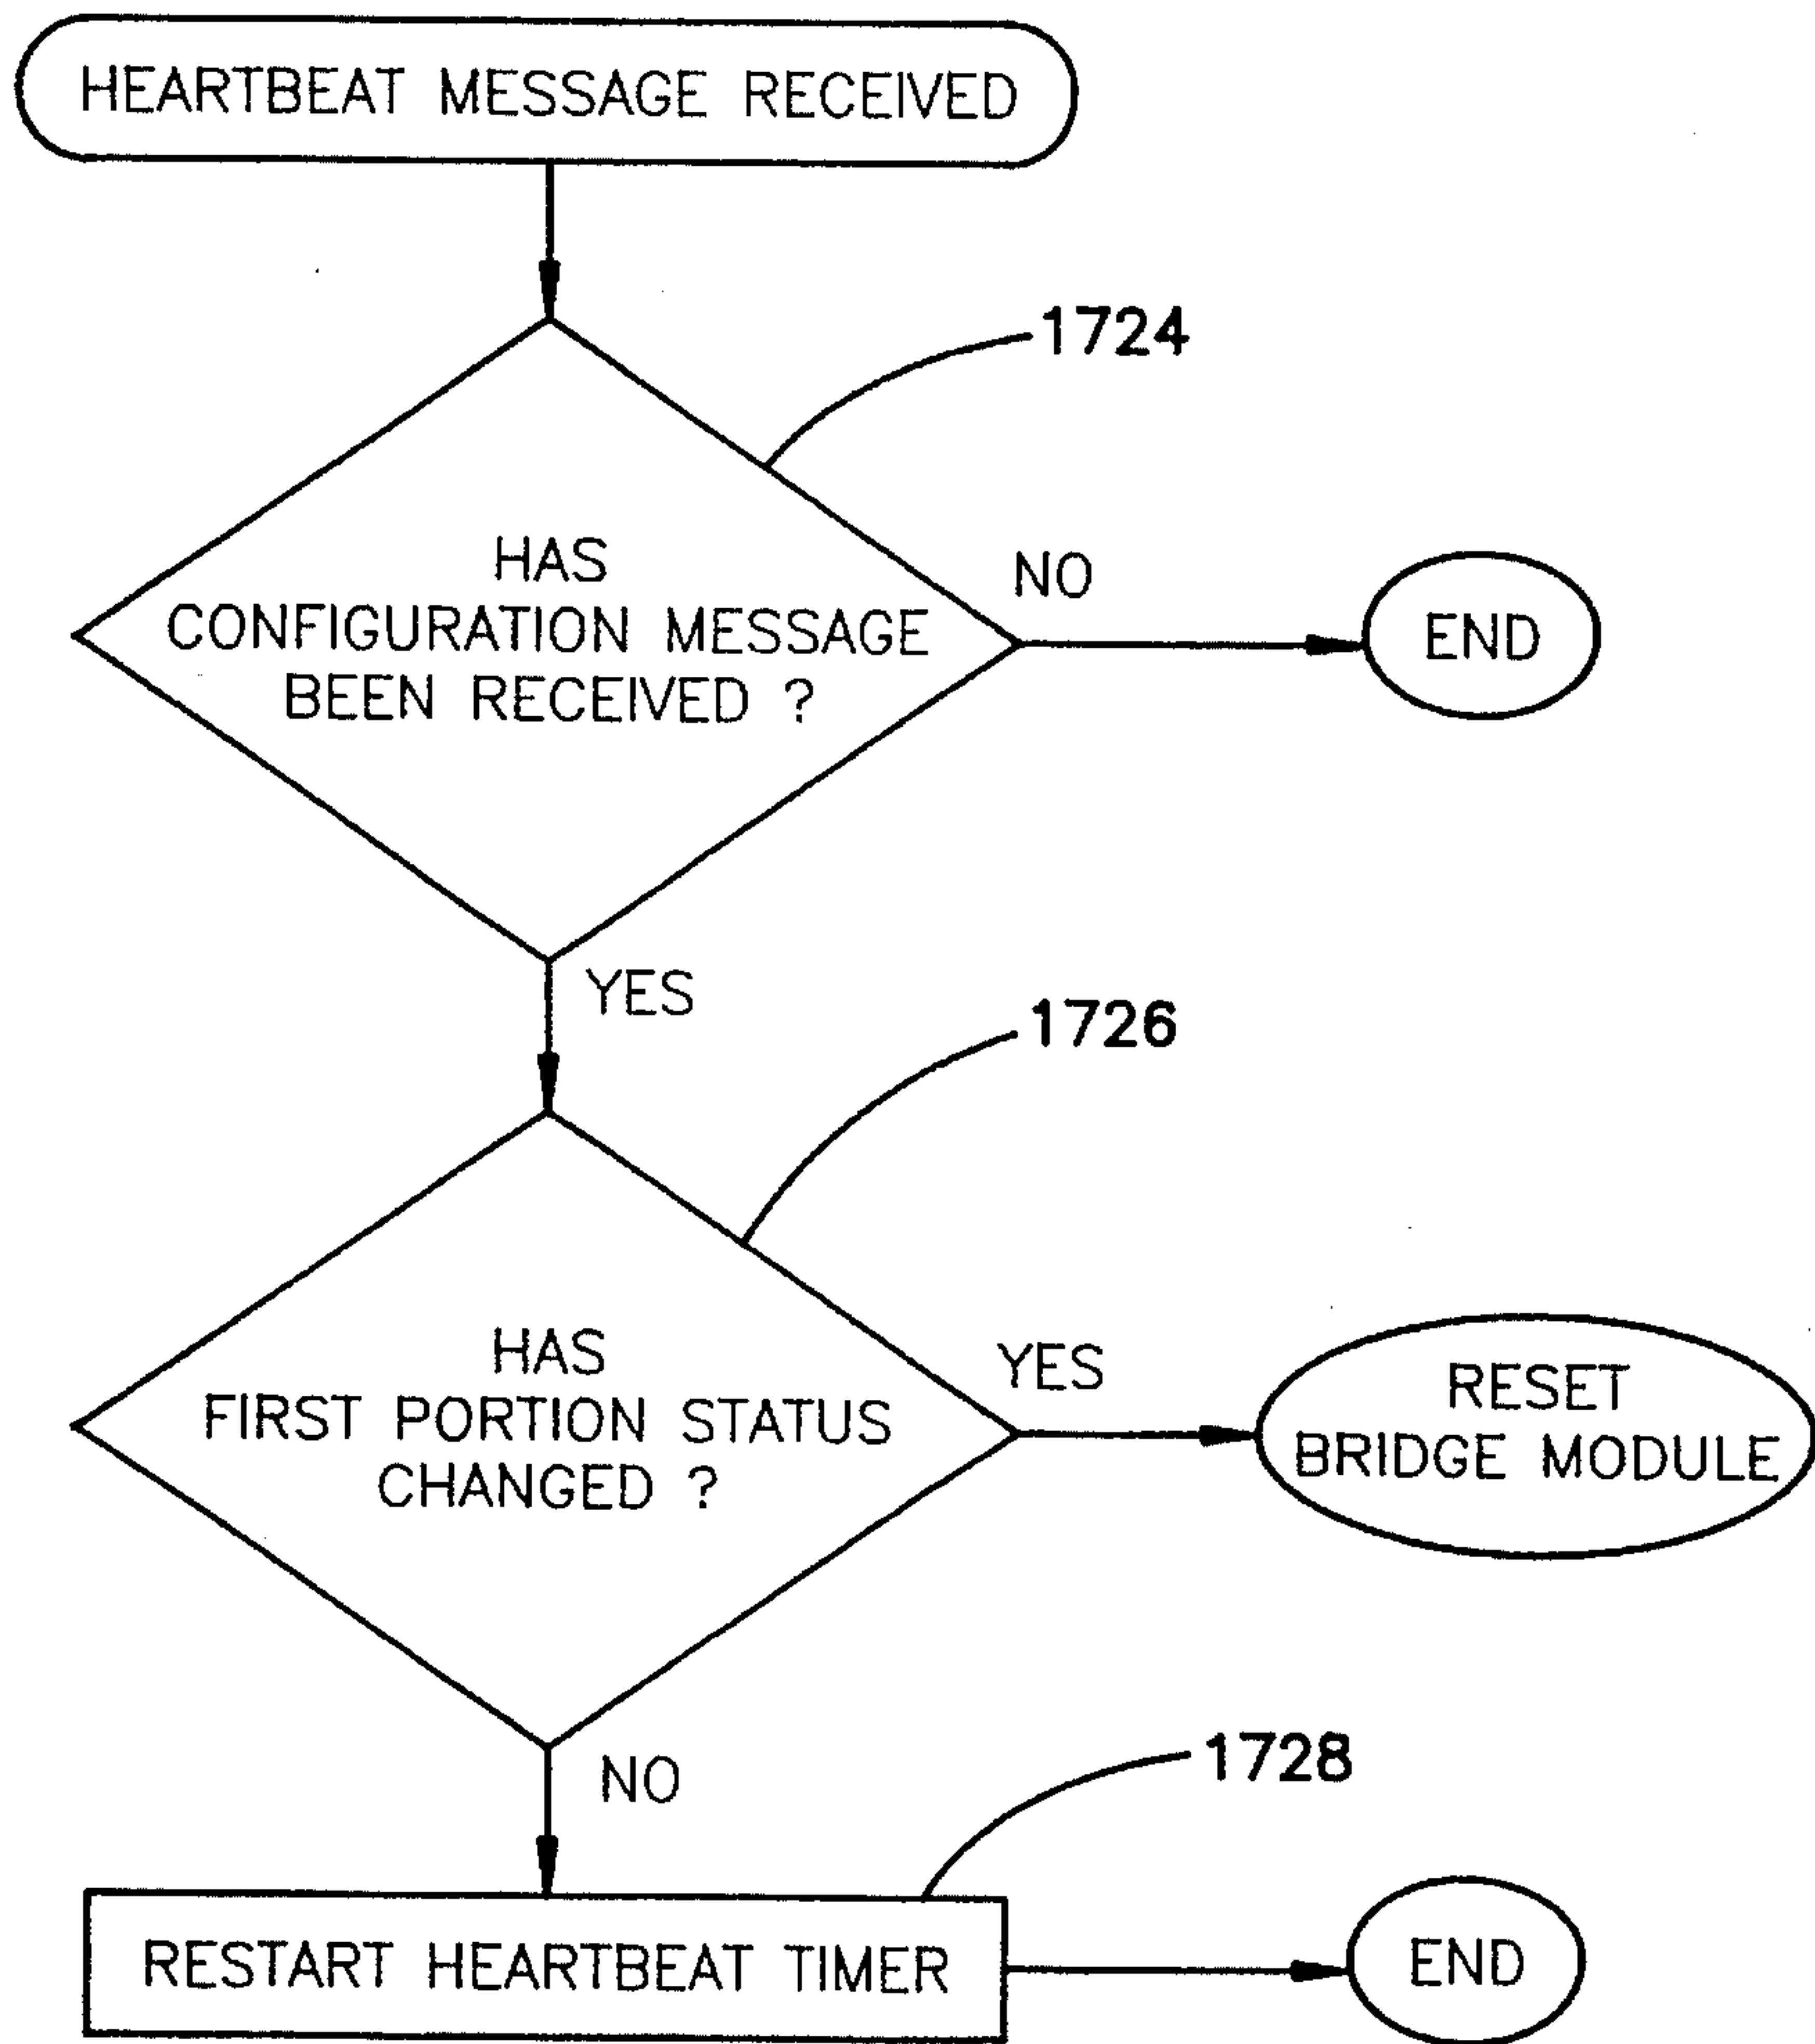 HEARTBEAT MESSAGE RECEIVED
1724
HAS
CONFIGURATION MESSAGE
BEEN RECEIVED ?
NO
END
YES
1726
HAS
FIRST PORTION STATUS
CHANGED ?
YES
RESET
BRIDGE MODULE
NO
1728
RESTART HEARTBEAT TIMER
END